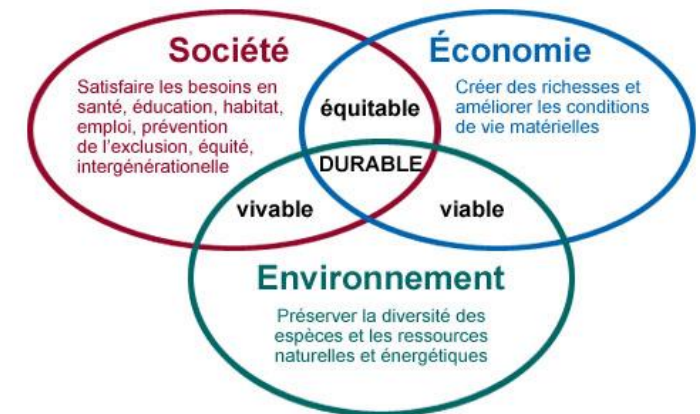 Société
Satisfaire les besoins en
santé, éducation, habitat,
emploi, prévention
de l'exclusion, équité,
intergénérationelle
Économie
Créer des richesses et
améliorer les conditions
de vie matérielles
équitable
DURABLE
vivable
viable
Environnement
Préserver la diversité des
espèces et les ressources
naturelles et énergétiques